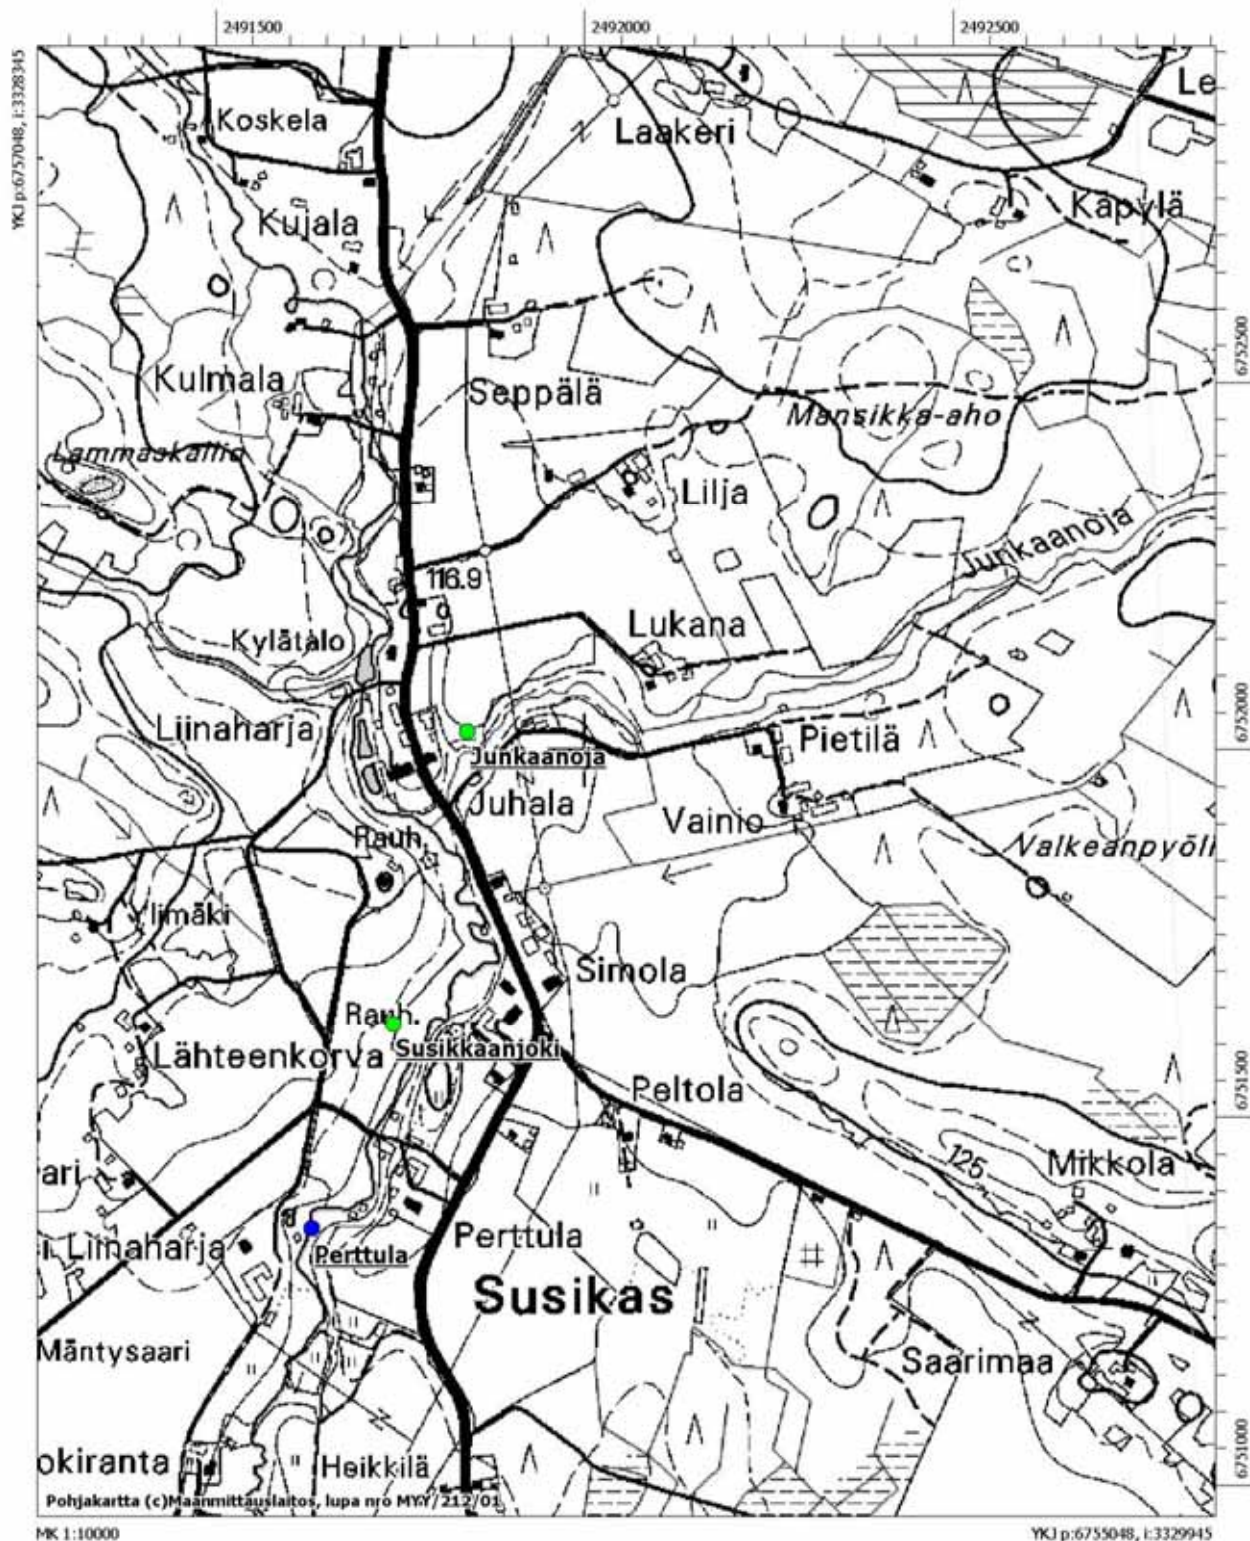 2491500
2492000
2492500
YKJ p:6757048, i:3328345
Le
Koskela
Laakeri
Käpylä
Kujala
6752500
Kulmala
Seppälä
Mansikka-aho
Lammaskallio
Lilja
Junkaanoja
116.9
Lukana
Kylätalo
6752000
Liinaharja
Pietilä
Junkaanoja
Juhala
Vainio
Rauh.
Valkeanpyöli
Iimäki
Simola
Rauh.
Lähteenkorva
Susikkaanjoki
6751500
Peltola
125
Mikkola
ari
Liinaharja
Perttula
Perttula
Susikas
Mäntysaari
Saarimaa
6751000
okiranta
Heikkilä
Pohjakartta (c)Maanmittauslaitos, lupa nro MYY/212/01
MK 1:10000
YKJ p:6755048, i:3329945